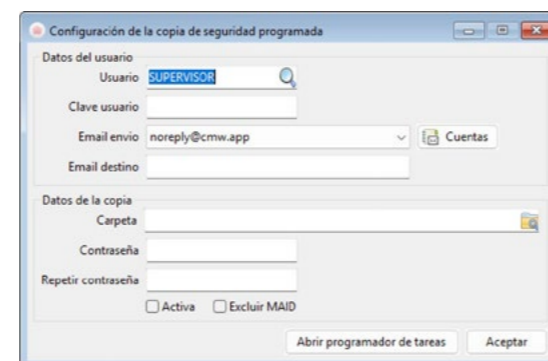 Configuración de la copia de seguridad programada
Datos del usuario
Usuario SUPERVISOR
Clave usuario
Email envio noreply@cmw.app Cuentas
Email destino
Datos de la copia
Carpeta
Contraseña
Repetir contraseña
Activa Excluir MAID
Abrir programador de tareas Aceptar